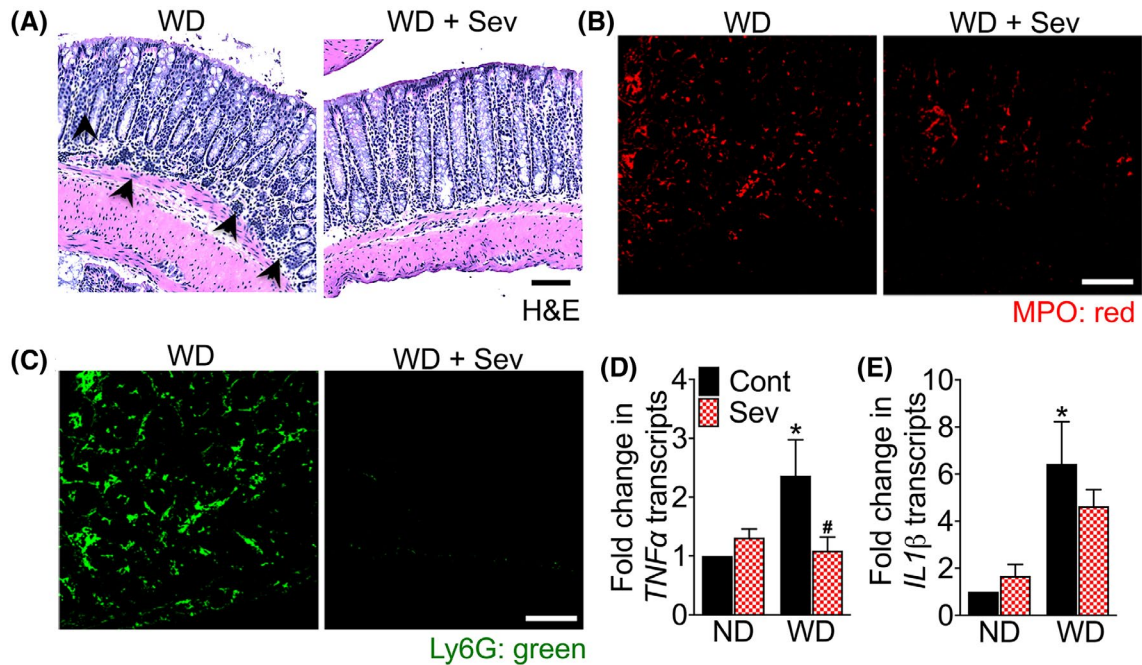 (A)
WD
WD + Sev
H&E
(B)
WD
WD + Sev
MPO: red
(C)
WD
WD + Sev
Ly6G: green
(D)
Fold change in
TNFα transcripts
4
3
2
1
0
Cont
Sev
*
#
ND
WD
(E)
Fold change in
IL1β transcripts
10
8
6
4
2
0
*
ND
WD